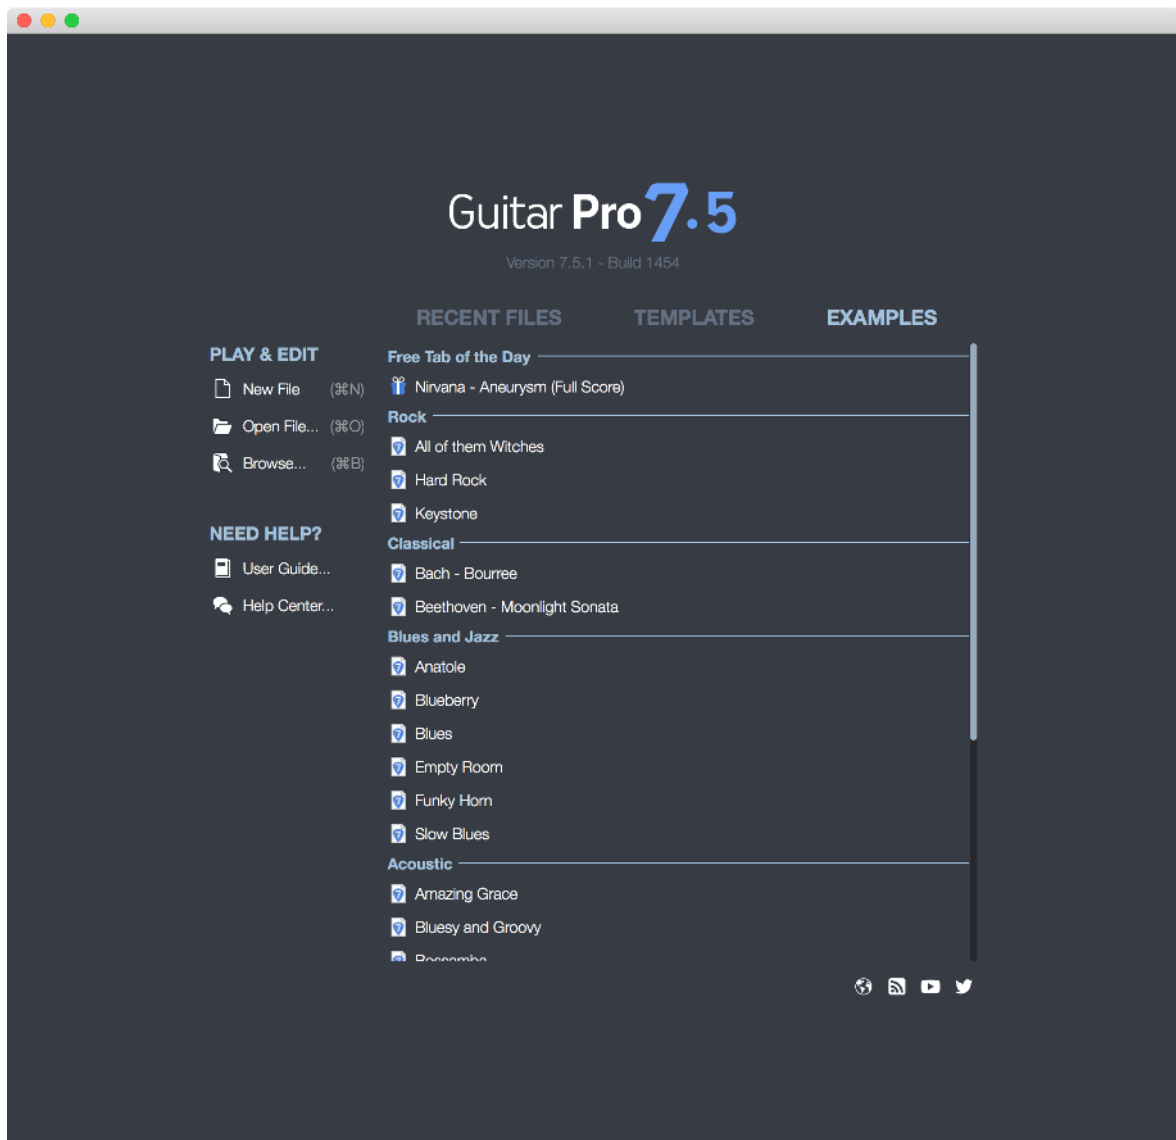 Guitar Pro 7.5
Version 7.5.1 - Build 1454
RECENT FILES TEMPLATES EXAMPLES
PLAY & EDIT
New File (⌘N)
Open File... (⌘O)
Browse... (⌘B)
NEED HELP?
User Guide...
Help Center...
Free Tab of the Day
Nirvana - Aneurysm (Full Score)
Rock
All of them Witches
Hard Rock
Keystone
Classical
Bach - Bourree
Beethoven - Moonlight Sonata
Blues and Jazz
Anatole
Blueberry
Blues
Empty Room
Funky Horn
Slow Blues
Acoustic
Amazing Grace
Bluesy and Groovy